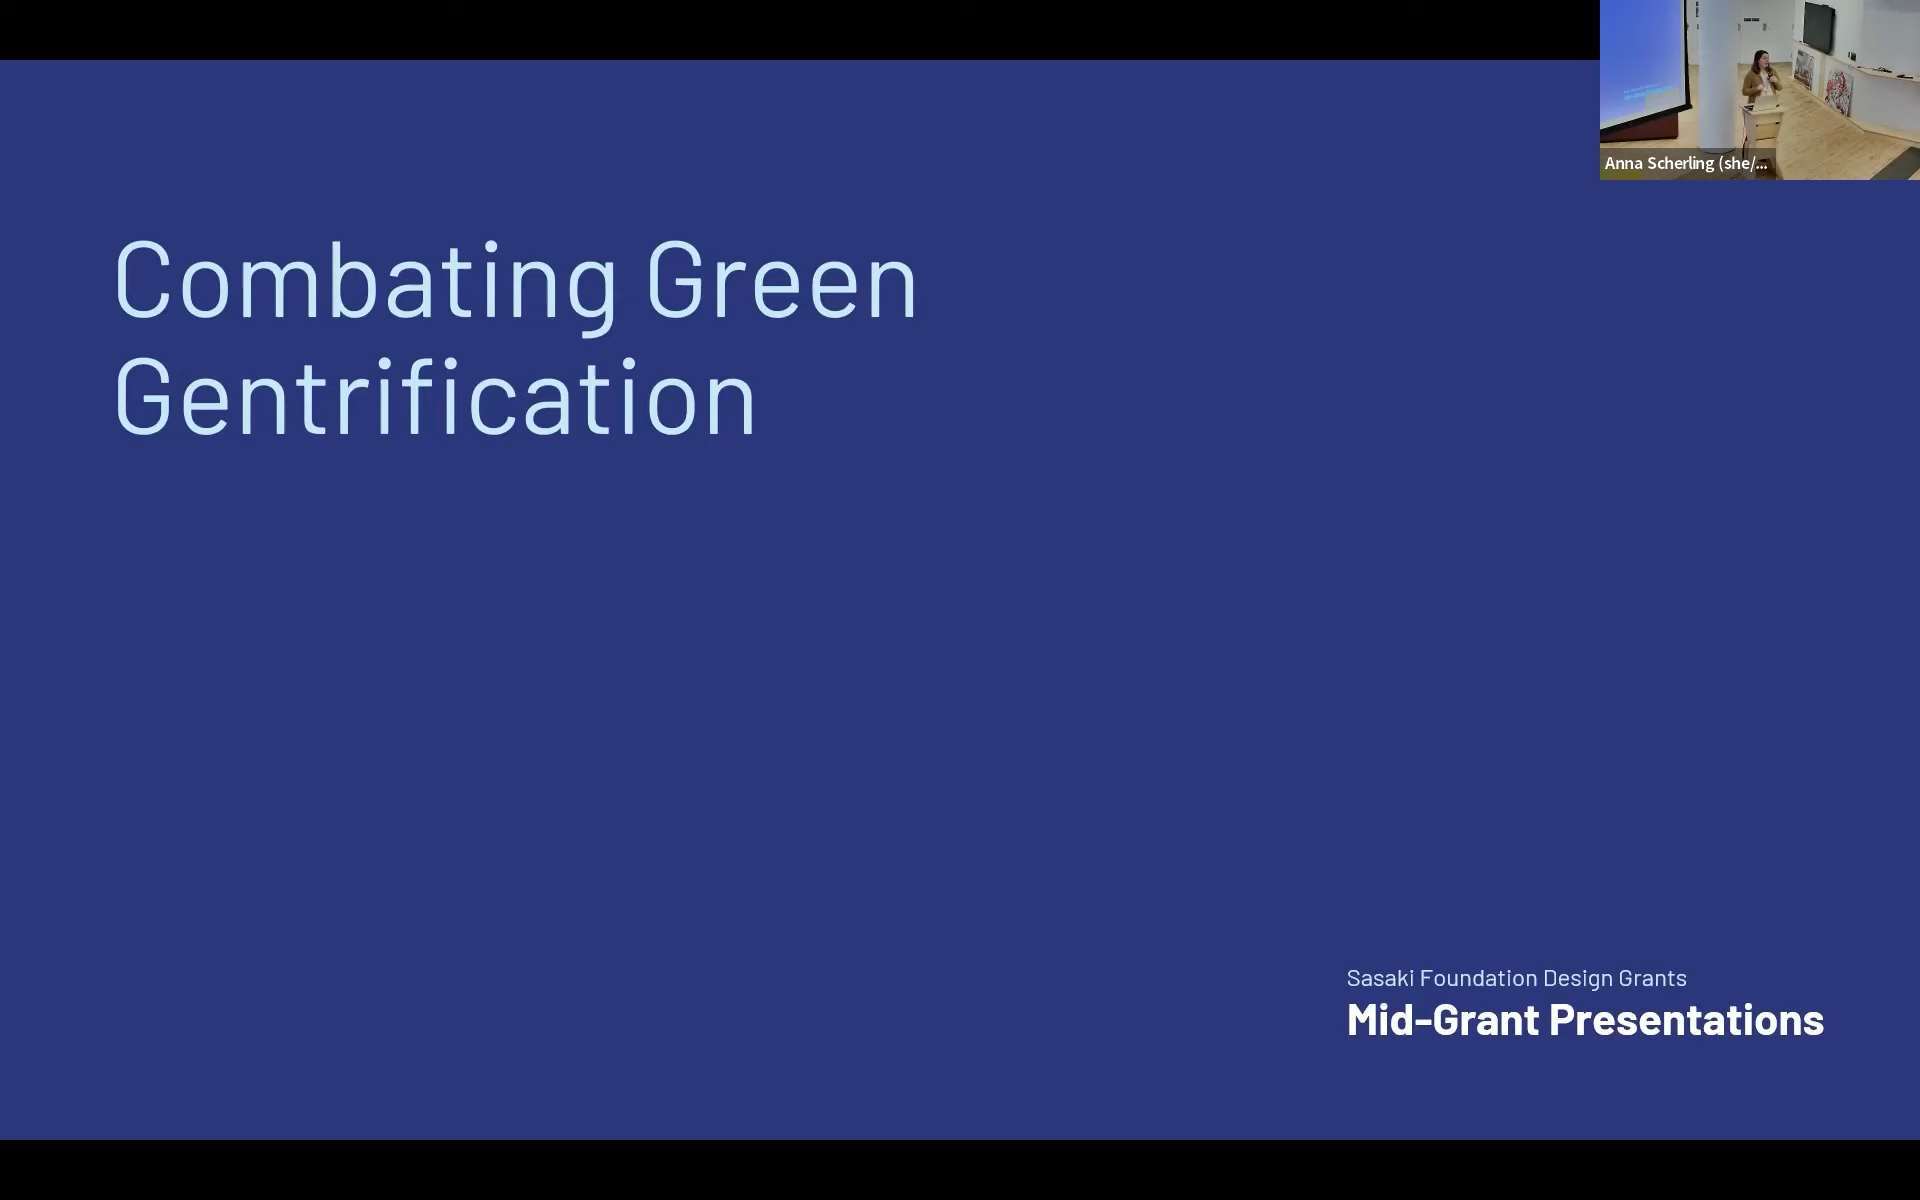 Anna Scherling (she/...
Combating Green
Gentrification
Sasaki Foundation Design Grants
Mid-Grant Presentations